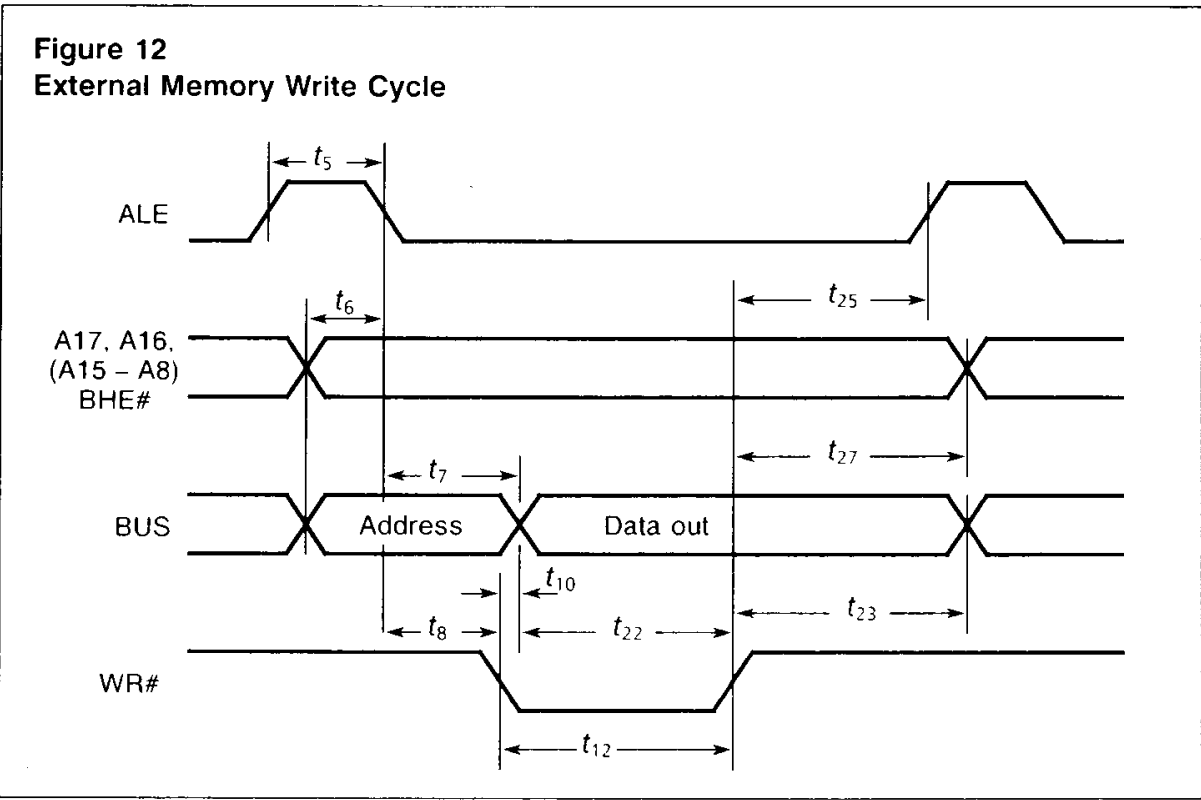 Figure 12
External Memory Write Cycle
t5
ALE
t25
t6
A17, A16,
(A15 – A8)
BHE#
t27
t7
BUS
Address
Data out
t10
t8
t22
t23
WR#
t12